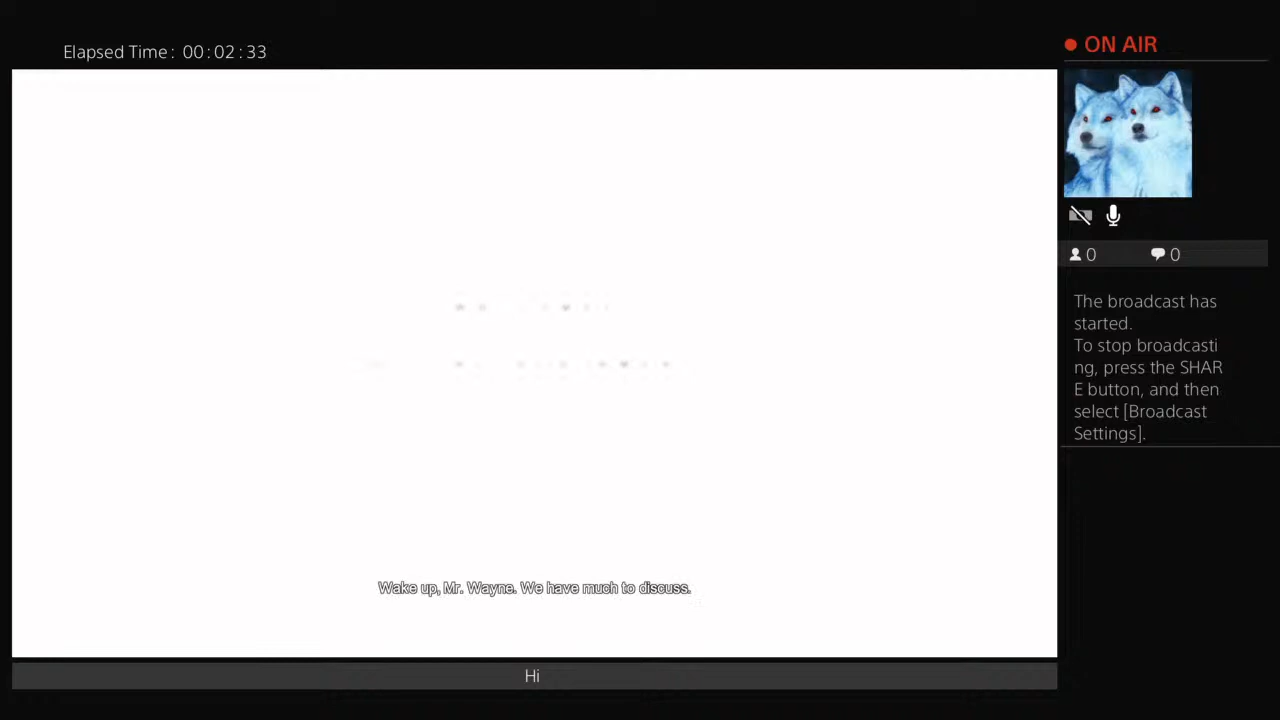 Elapsed Time: 00:02:33
ON AIR
0 0
The broadcast has
started.
To stop broadcasti
ng, press the SHAR
E button, and then
select [Broadcast
Settings].
Wake up, Mr. Wayne. We have much to discuss.
Hi